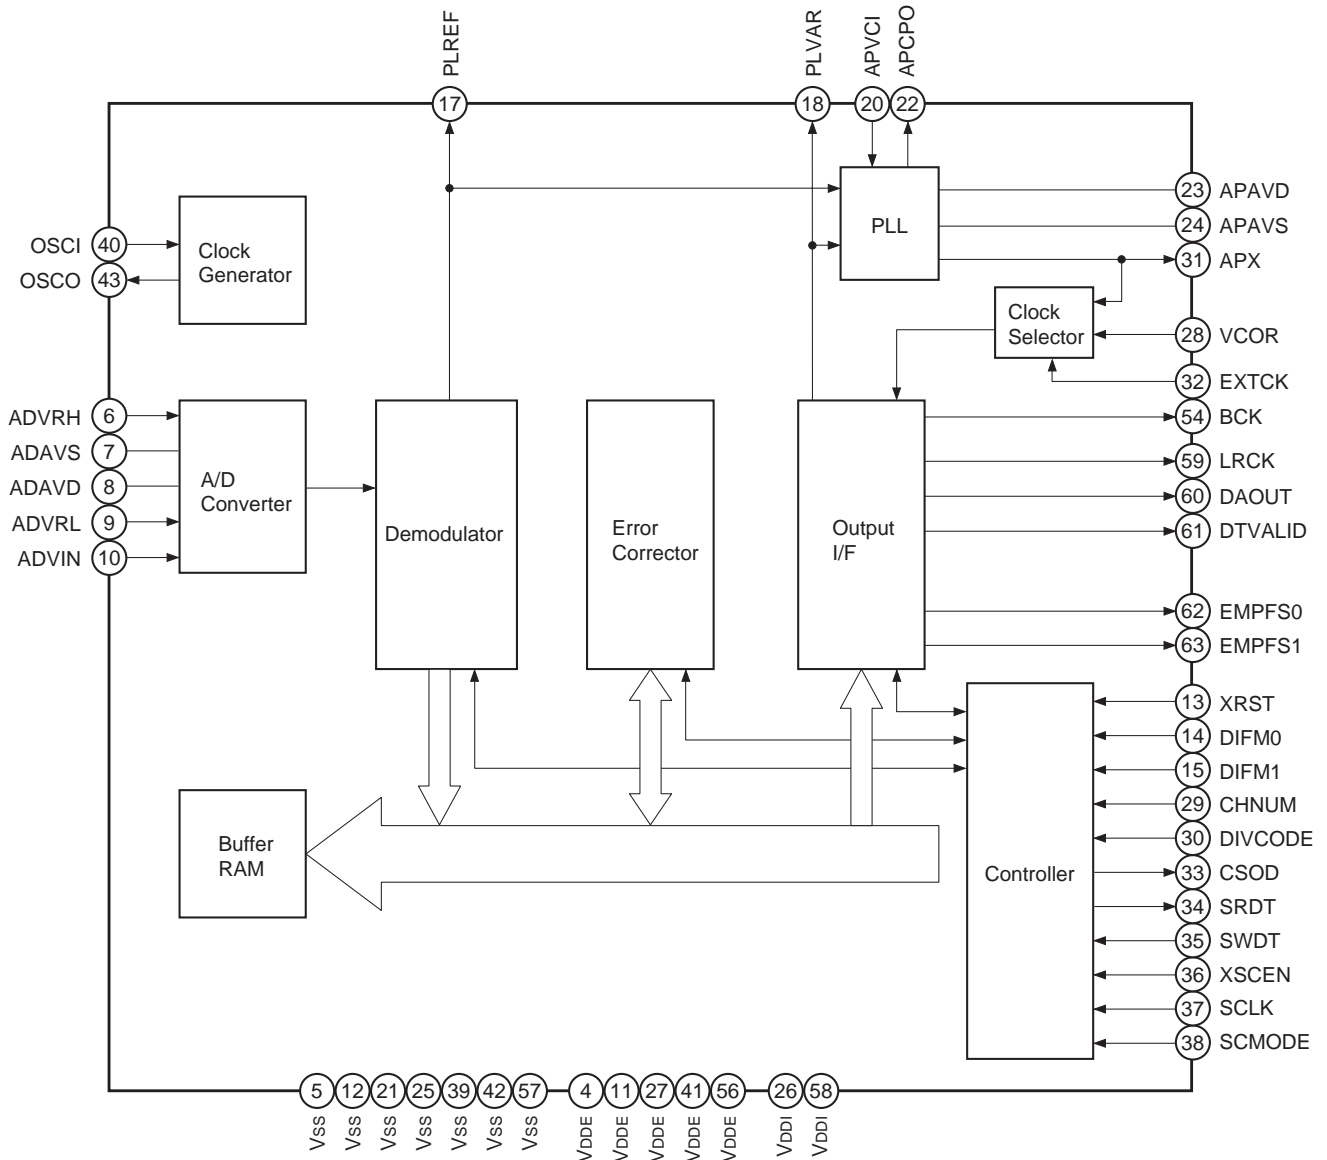 PLREF
PLVAR
APVCI
APCPO
17
18
20
22
Clock
Generator
OSCI 40
OSCO 43
PLL
23 APAVD
24 APAVS
31 APX
Clock
Selector
28 VCOR
32 EXTCK
54 BCK
59 LRCK
60 DAOUT
61 DTVALID
62 EMPFS0
63 EMPFS1
ADVRH 6
ADAVS 7
ADAVD 8
ADVRL 9
ADVIN 10
A/D
Converter
Demodulator
Error
Corrector
Output
I/F
Buffer
RAM
Controller
13 XRST
14 DIFM0
15 DIFM1
29 CHNUM
30 DIVCODE
33 CSOD
34 SRDT
35 SWDT
36 XSCEN
37 SCLK
38 SCMODE
5 12 21 25 39 42 57 4 11 27 41 56 26 58
VSS VSS VSS VSS VSS VSS VSS VDDE VDDE VDDE VDDE VDDE VDDI VDDI